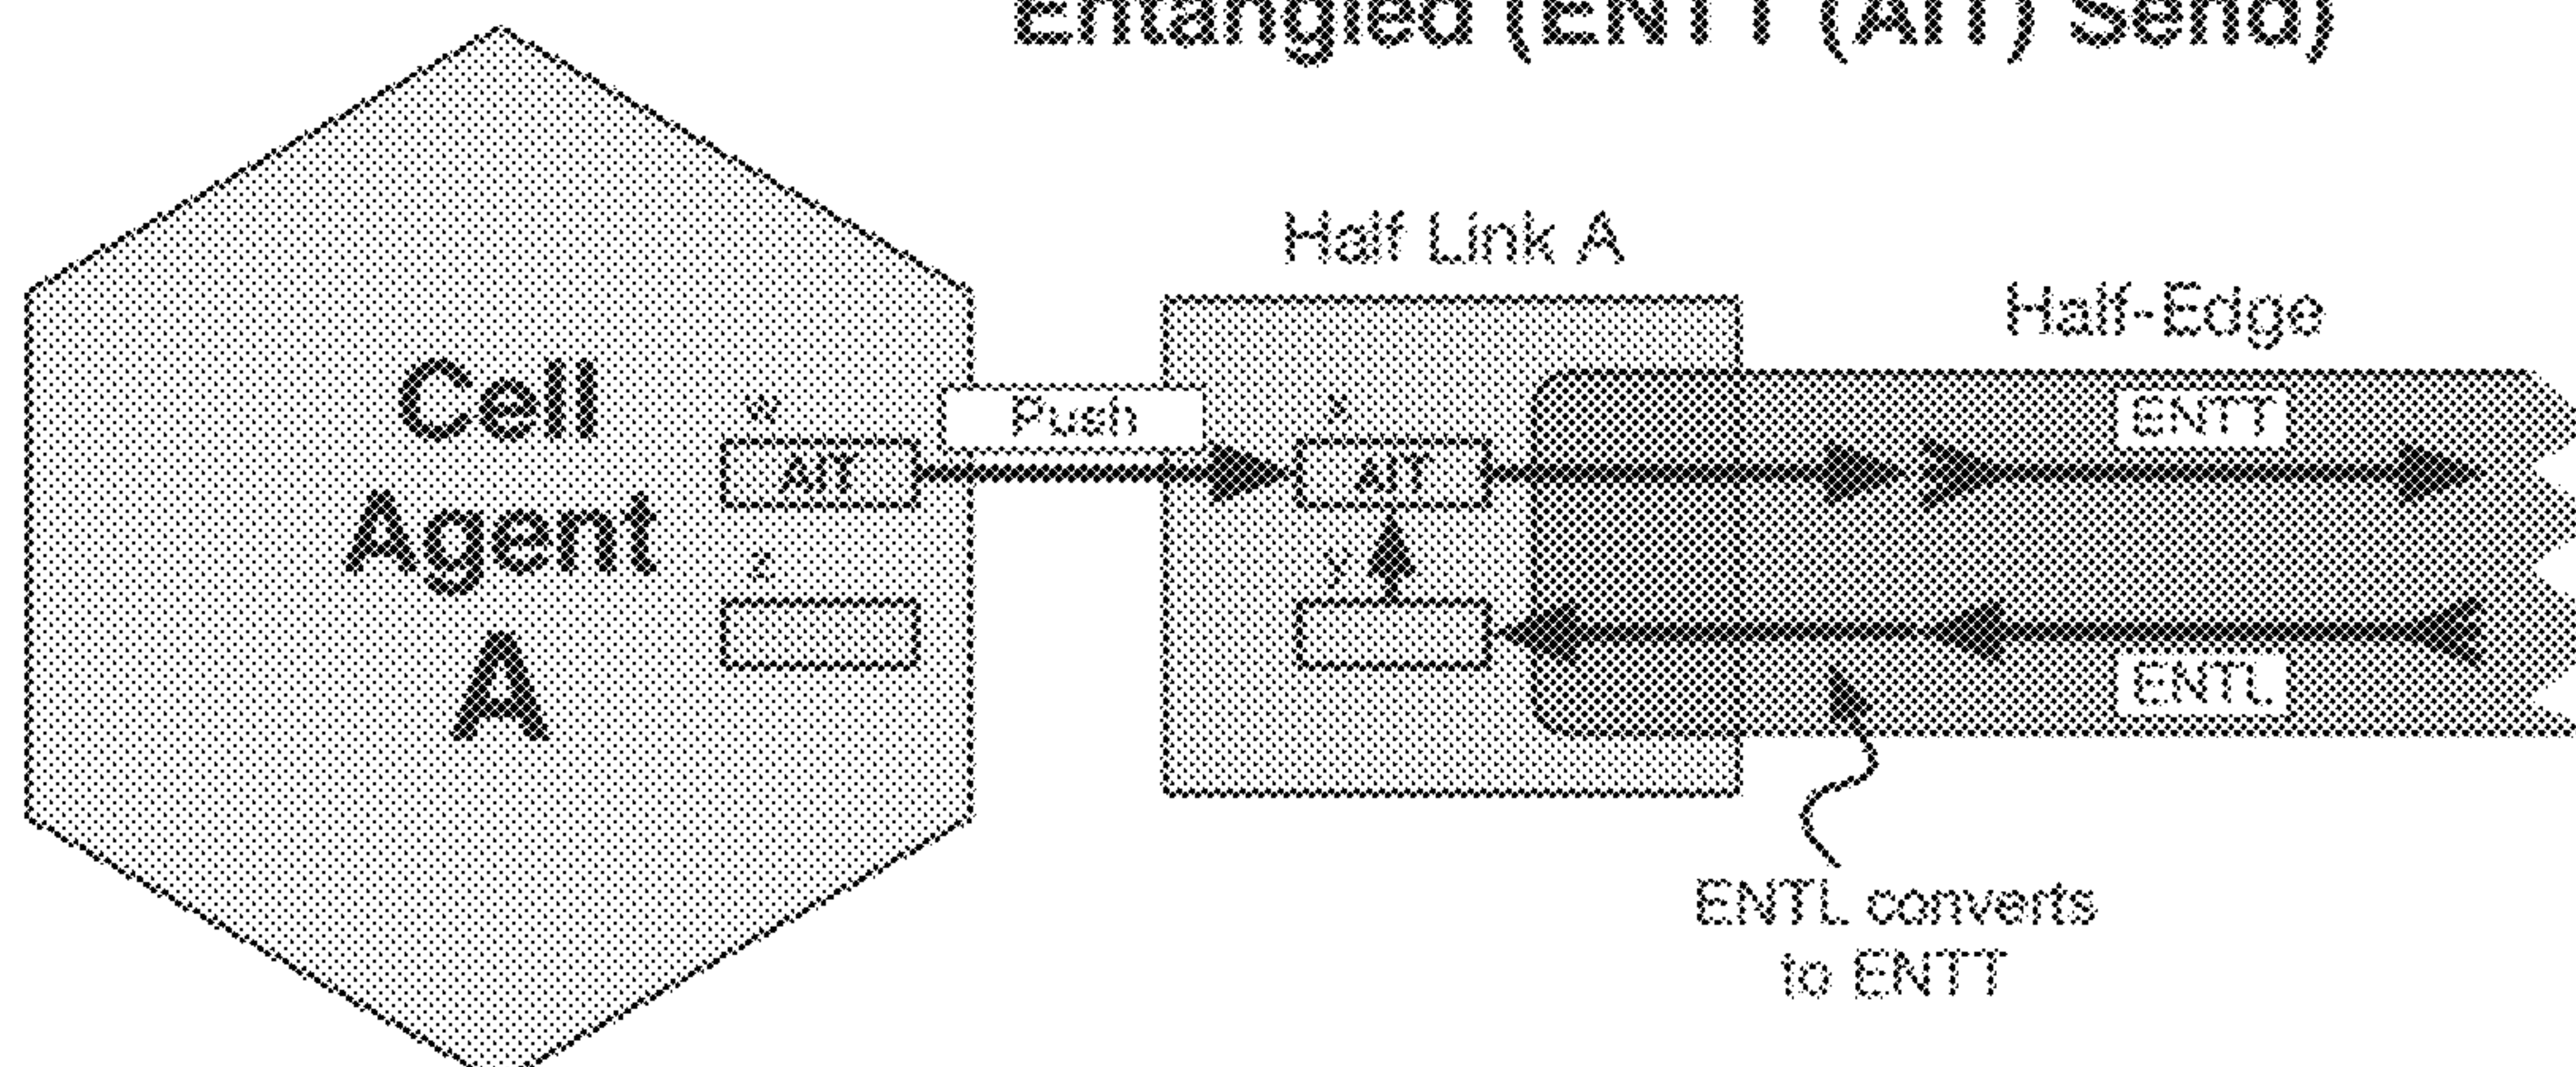 Entangled (ENTT (AIT) Send)
Half Link A
Half-Edge
Cell
Agent
A
w
AIT
z
Push
x
AIT
y
ENTT
ENTL
ENTL converts
to ENTT